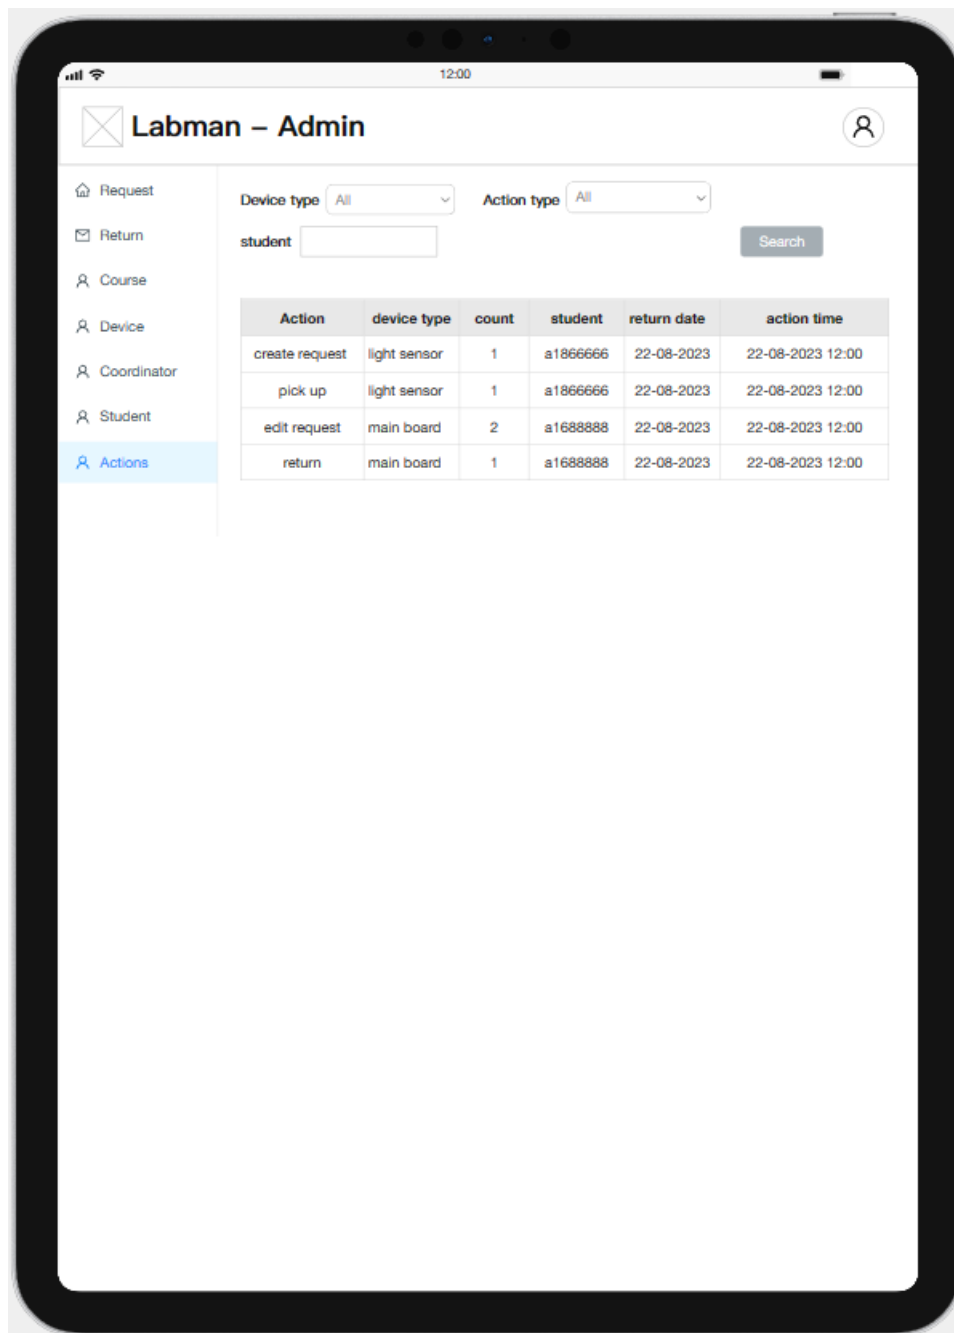 12:00
Labman – Admin
Request
Return
Course
Device
Coordinator
Student
Actions
Device type All Action type All
student Search
Action device type count student return date action time
create request light sensor 1 a1866666 22-08-2023 22-08-2023 12:00
pick up light sensor 1 a1866666 22-08-2023 22-08-2023 12:00
edit request main board 2 a1688888 22-08-2023 22-08-2023 12:00
return main board 1 a1688888 22-08-2023 22-08-2023 12:00